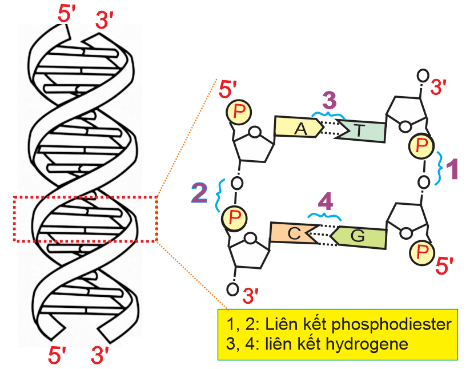 5' 3'
5' 3'
5'
P
A
3
T
3'
O
P
1
2
O
O
P
C
4
G
P
5'
O
3'
1, 2: Liên kết phosphodiester
3, 4: liên kết hydrogene